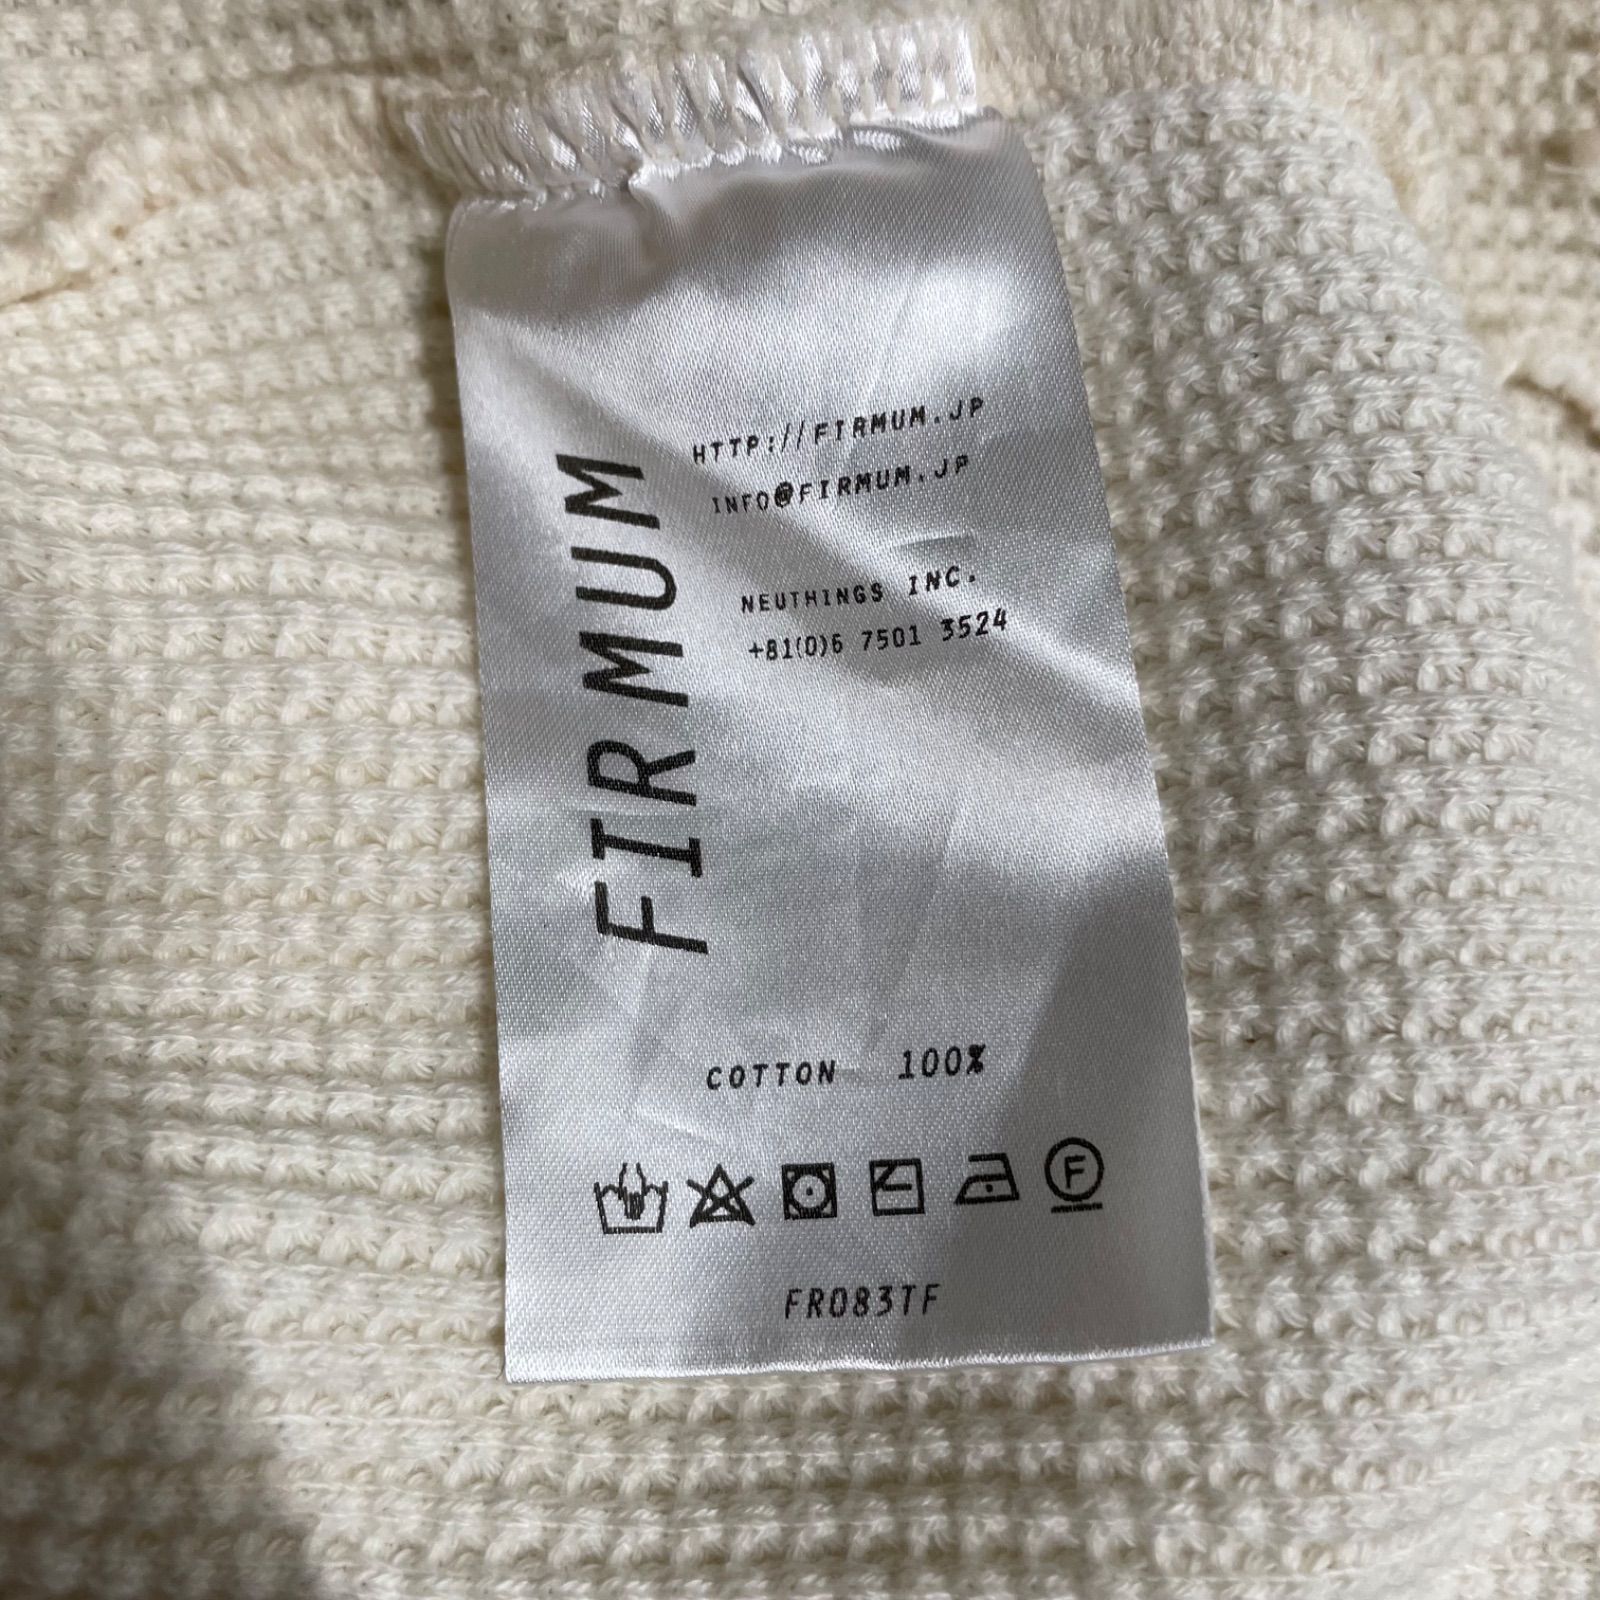 HTTP://FIRMUM.JP
INFO@FIRMUM.JP
NEUTHINGS INC.
+81(0)6 7501 3524
FIRMUM
COTTON 100%
F
FR083TF